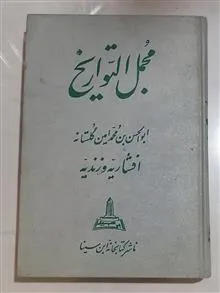 مجمل التواریخ
ابوالحسن بن محمد امین گلستانه
افشاریه و زندیه
ناشر کتابخانه ابن سینا